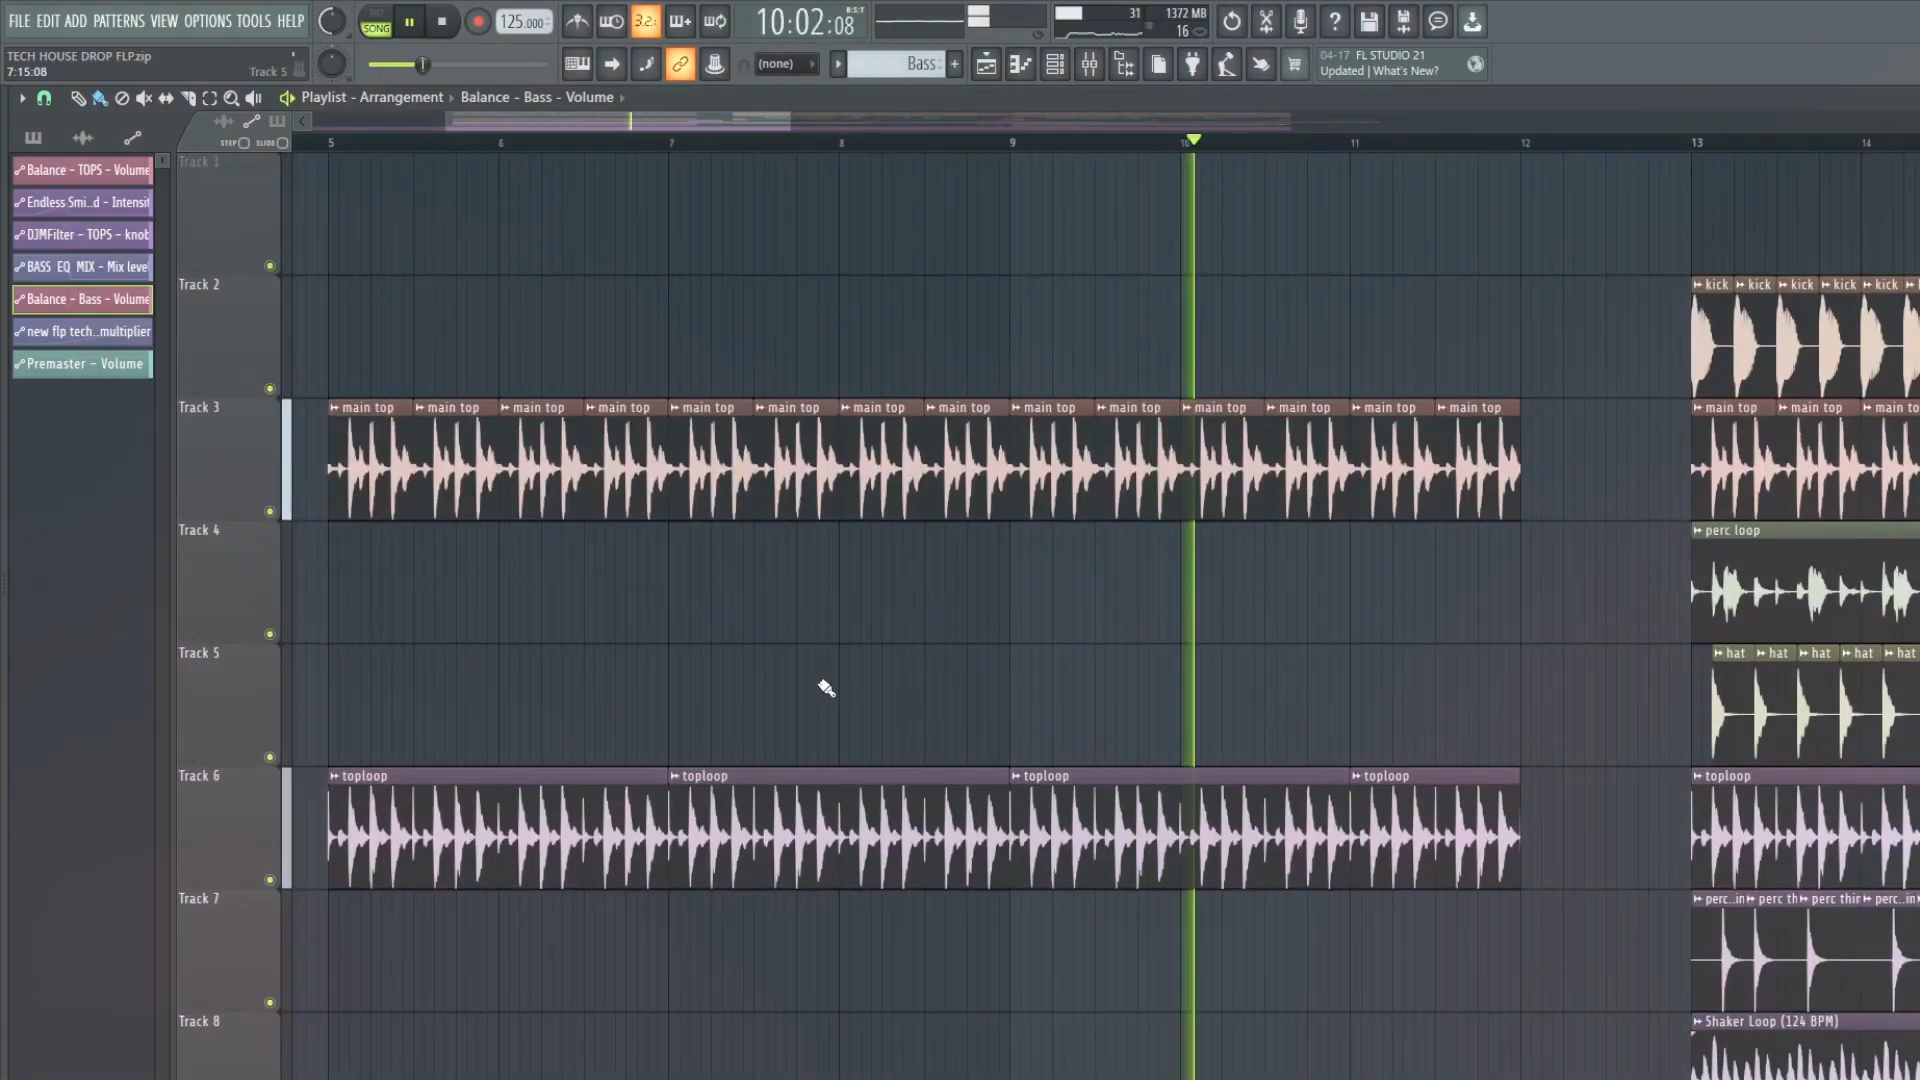 FILE EDIT ADD PATTERNS VIEW OPTIONS TOOLS HELP
PAT
SONG
125.000
3.2.
10:02:08
B:S:T
31
1372 MB
16
TECH HOUSE DROP FLP.zip
7:15:08
Track 5
(none)
Bass
04-17 FL STUDIO 21
Updated | What's New?
Playlist - Arrangement › Balance - Bass - Volume ›
STEP
SLIDE
5 6 7 8 9 10 11 12 13 14
Balance - TOPS - Volume
Endless Smi..d - Intensit
DJMFilter - TOPS - knob
BASS EQ MIX - Mix leve
Balance - Bass - Volume
new flp tech..multiplier
Premaster - Volume
Track 1
Track 2
kick kick kick kick kick
Track 3
main top main top main top main top main top main top main top main top main top main top main top main top main top main top main top main top main to
Track 4
perc loop
Track 5
hat hat hat hat hat
Track 6
toploop toploop toploop toploop toploop
Track 7
perc..in perc th perc thir perc..in
Track 8
Shaker Loop (124 BPM)